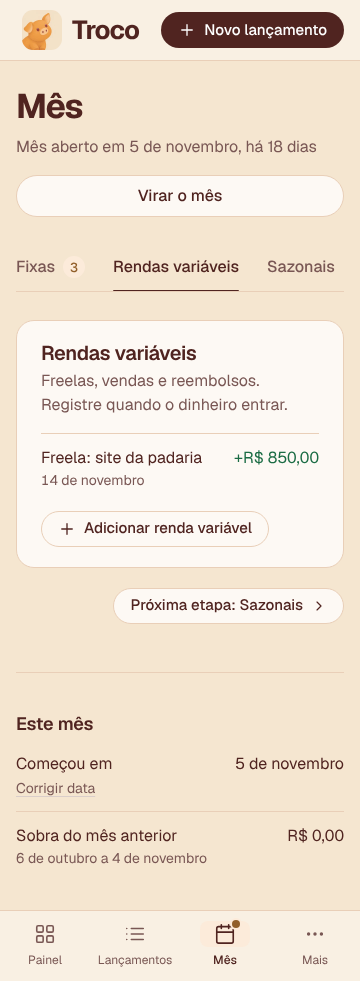 Troco
Novo lançamento
Mês
Mês aberto em 5 de novembro, há 18 dias
Virar o mês
Fixas 3 Rendas variáveis Sazonais
Rendas variáveis
Freelas, vendas e reembolsos.
Registre quando o dinheiro entrar.
Freela: site da padaria +R$ 850,00
14 de novembro
Adicionar renda variável
Próxima etapa: Sazonais
Este mês
Começou em 5 de novembro
Corrigir data
Sobra do mês anterior R$ 0,00
6 de outubro a 4 de novembro
Painel Lançamentos Mês Mais